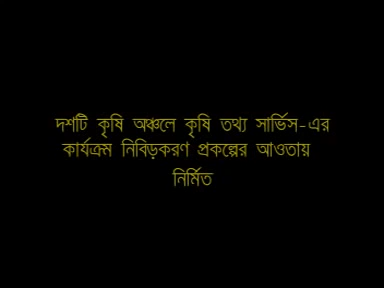 দশটি কৃষি অঞ্চলে কৃষি তথ্য সার্ভিস-এর
কার্যক্রম নিবিড়করণ প্রকল্পের আওতায়
নির্মিত